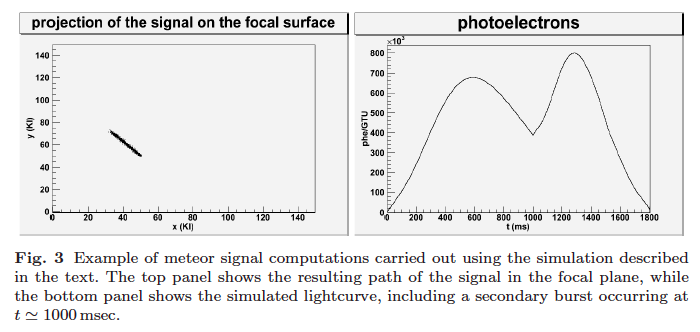 projection of the signal on the focal surface
140
120
100
80
60
40
20
0
y (KI)
20 40 60 80 100 120 140
x (KI)
photoelectrons
×10³
800
700
600
500
400
300
200
100
0
phe/GTU
0 200 400 600 800 1000 1200 1400 1600 1800
t (ms)
Fig. 3 Example of meteor signal computations carried out using the simulation described
in the text. The top panel shows the resulting path of the signal in the focal plane, while
the bottom panel shows the simulated lightcurve, including a secondary burst occurring at
t ≃ 1000 msec.